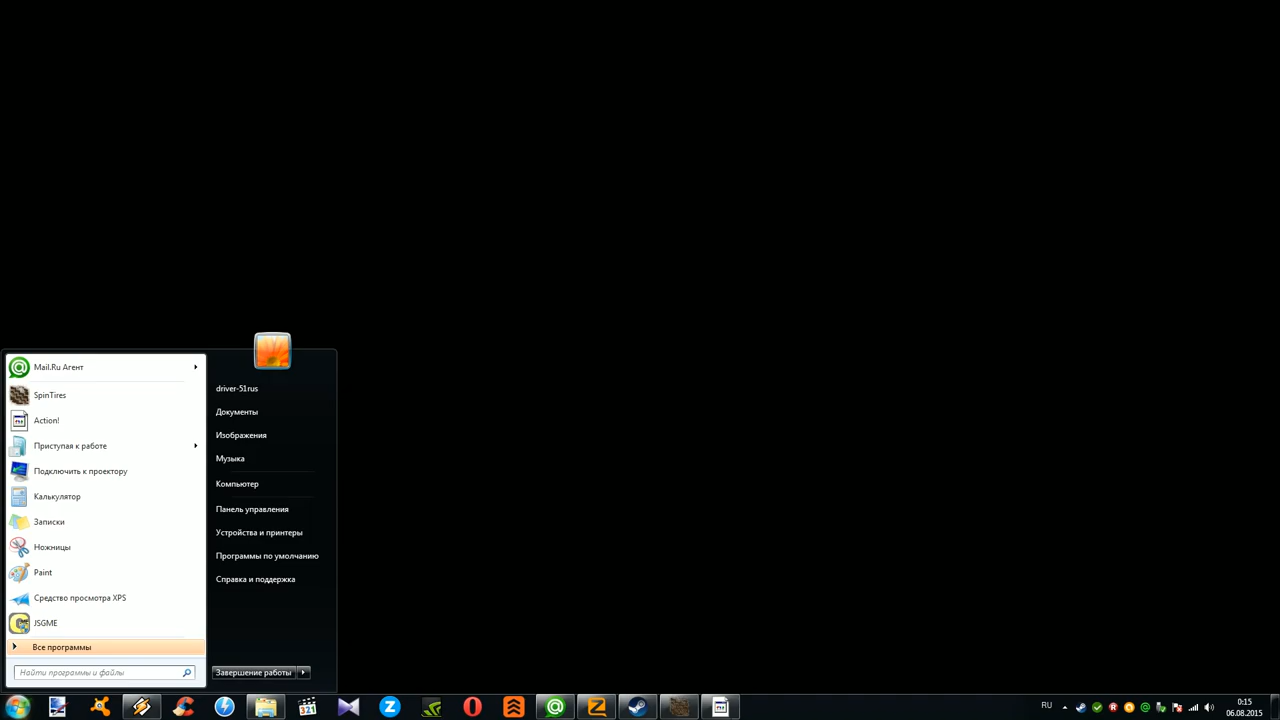 Mail.Ru Агент
SpinTires
Action!
Приступая к работе
Подключить к проектору
Калькулятор
Записки
Ножницы
Paint
Средство просмотра XPS
JSGME
Все программы
Найти программы и файлы
driver-51rus
Документы
Изображения
Музыка
Компьютер
Панель управления
Устройства и принтеры
Программы по умолчанию
Справка и поддержка
Завершение работы
321
RU
0:15
06.08.2015